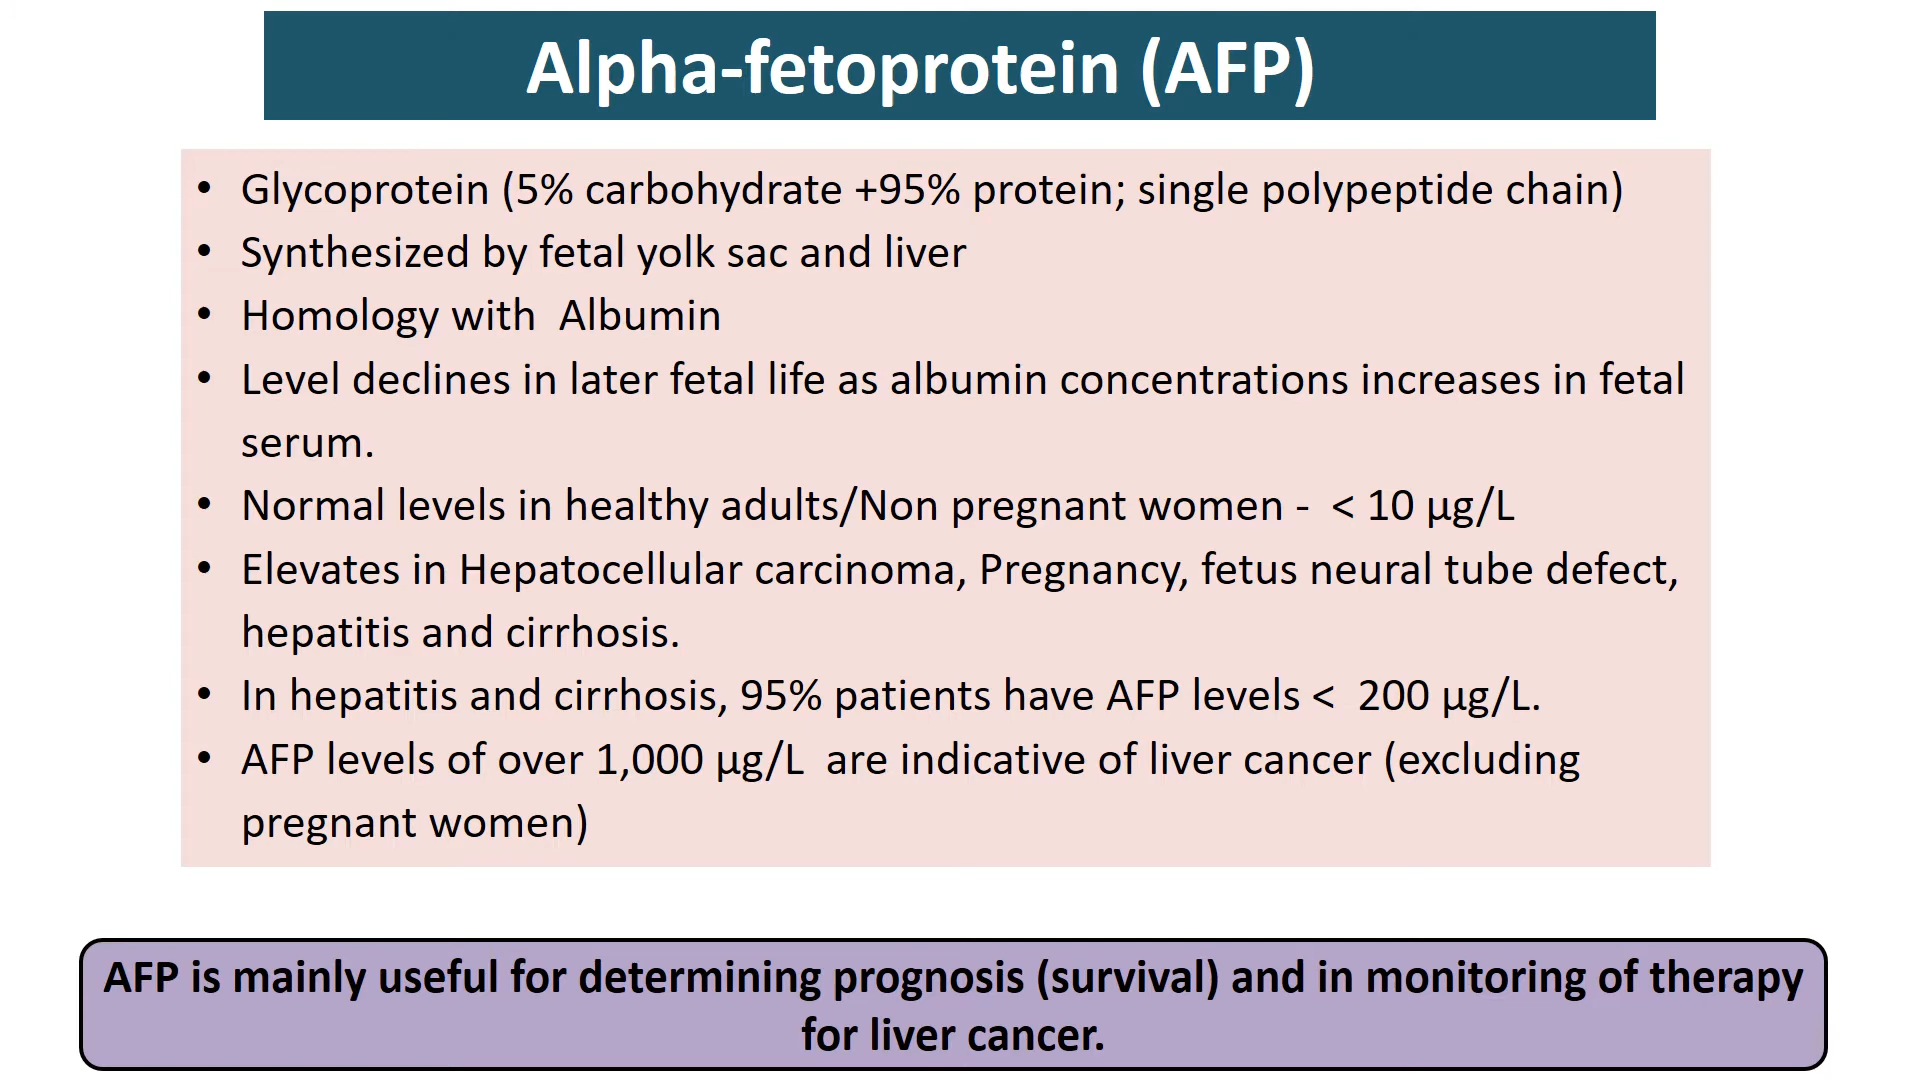 Alpha-fetoprotein (AFP)
• Glycoprotein (5% carbohydrate +95% protein; single polypeptide chain)
• Synthesized by fetal yolk sac and liver
• Homology with  Albumin
• Level declines in later fetal life as albumin concentrations increases in fetal
serum.
• Normal levels in healthy adults/Non pregnant women -  < 10 µg/L
• Elevates in Hepatocellular carcinoma, Pregnancy, fetus neural tube defect,
hepatitis and cirrhosis.
• In hepatitis and cirrhosis, 95% patients have AFP levels <  200 µg/L.
• AFP levels of over 1,000 µg/L  are indicative of liver cancer (excluding
pregnant women)
AFP is mainly useful for determining prognosis (survival) and in monitoring of therapy
for liver cancer.